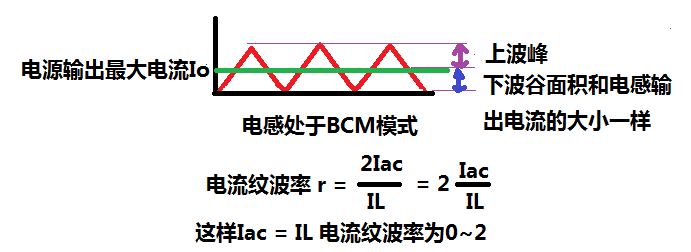 电源输出最大电流Io
上波峰
下波谷面积和电感输
出电流的大小一样
电感处于BCM模式
电流纹波率 r = 2Iac / IL = 2 Iac / IL
这样Iac = IL 电流纹波率为0~2